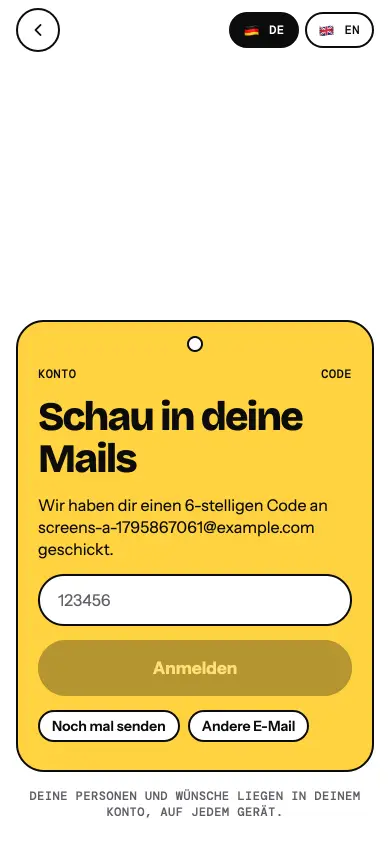 DE
EN
KONTO
CODE
Schau in deine
Mails
Wir haben dir einen 6-stelligen Code an
screens-a-1795867061@example.com
geschickt.
123456
Anmelden
Noch mal senden
Andere E-Mail
DEINE PERSONEN UND WÜNSCHE LIEGEN IN DEINEM
KONTO, AUF JEDEM GERÄT.